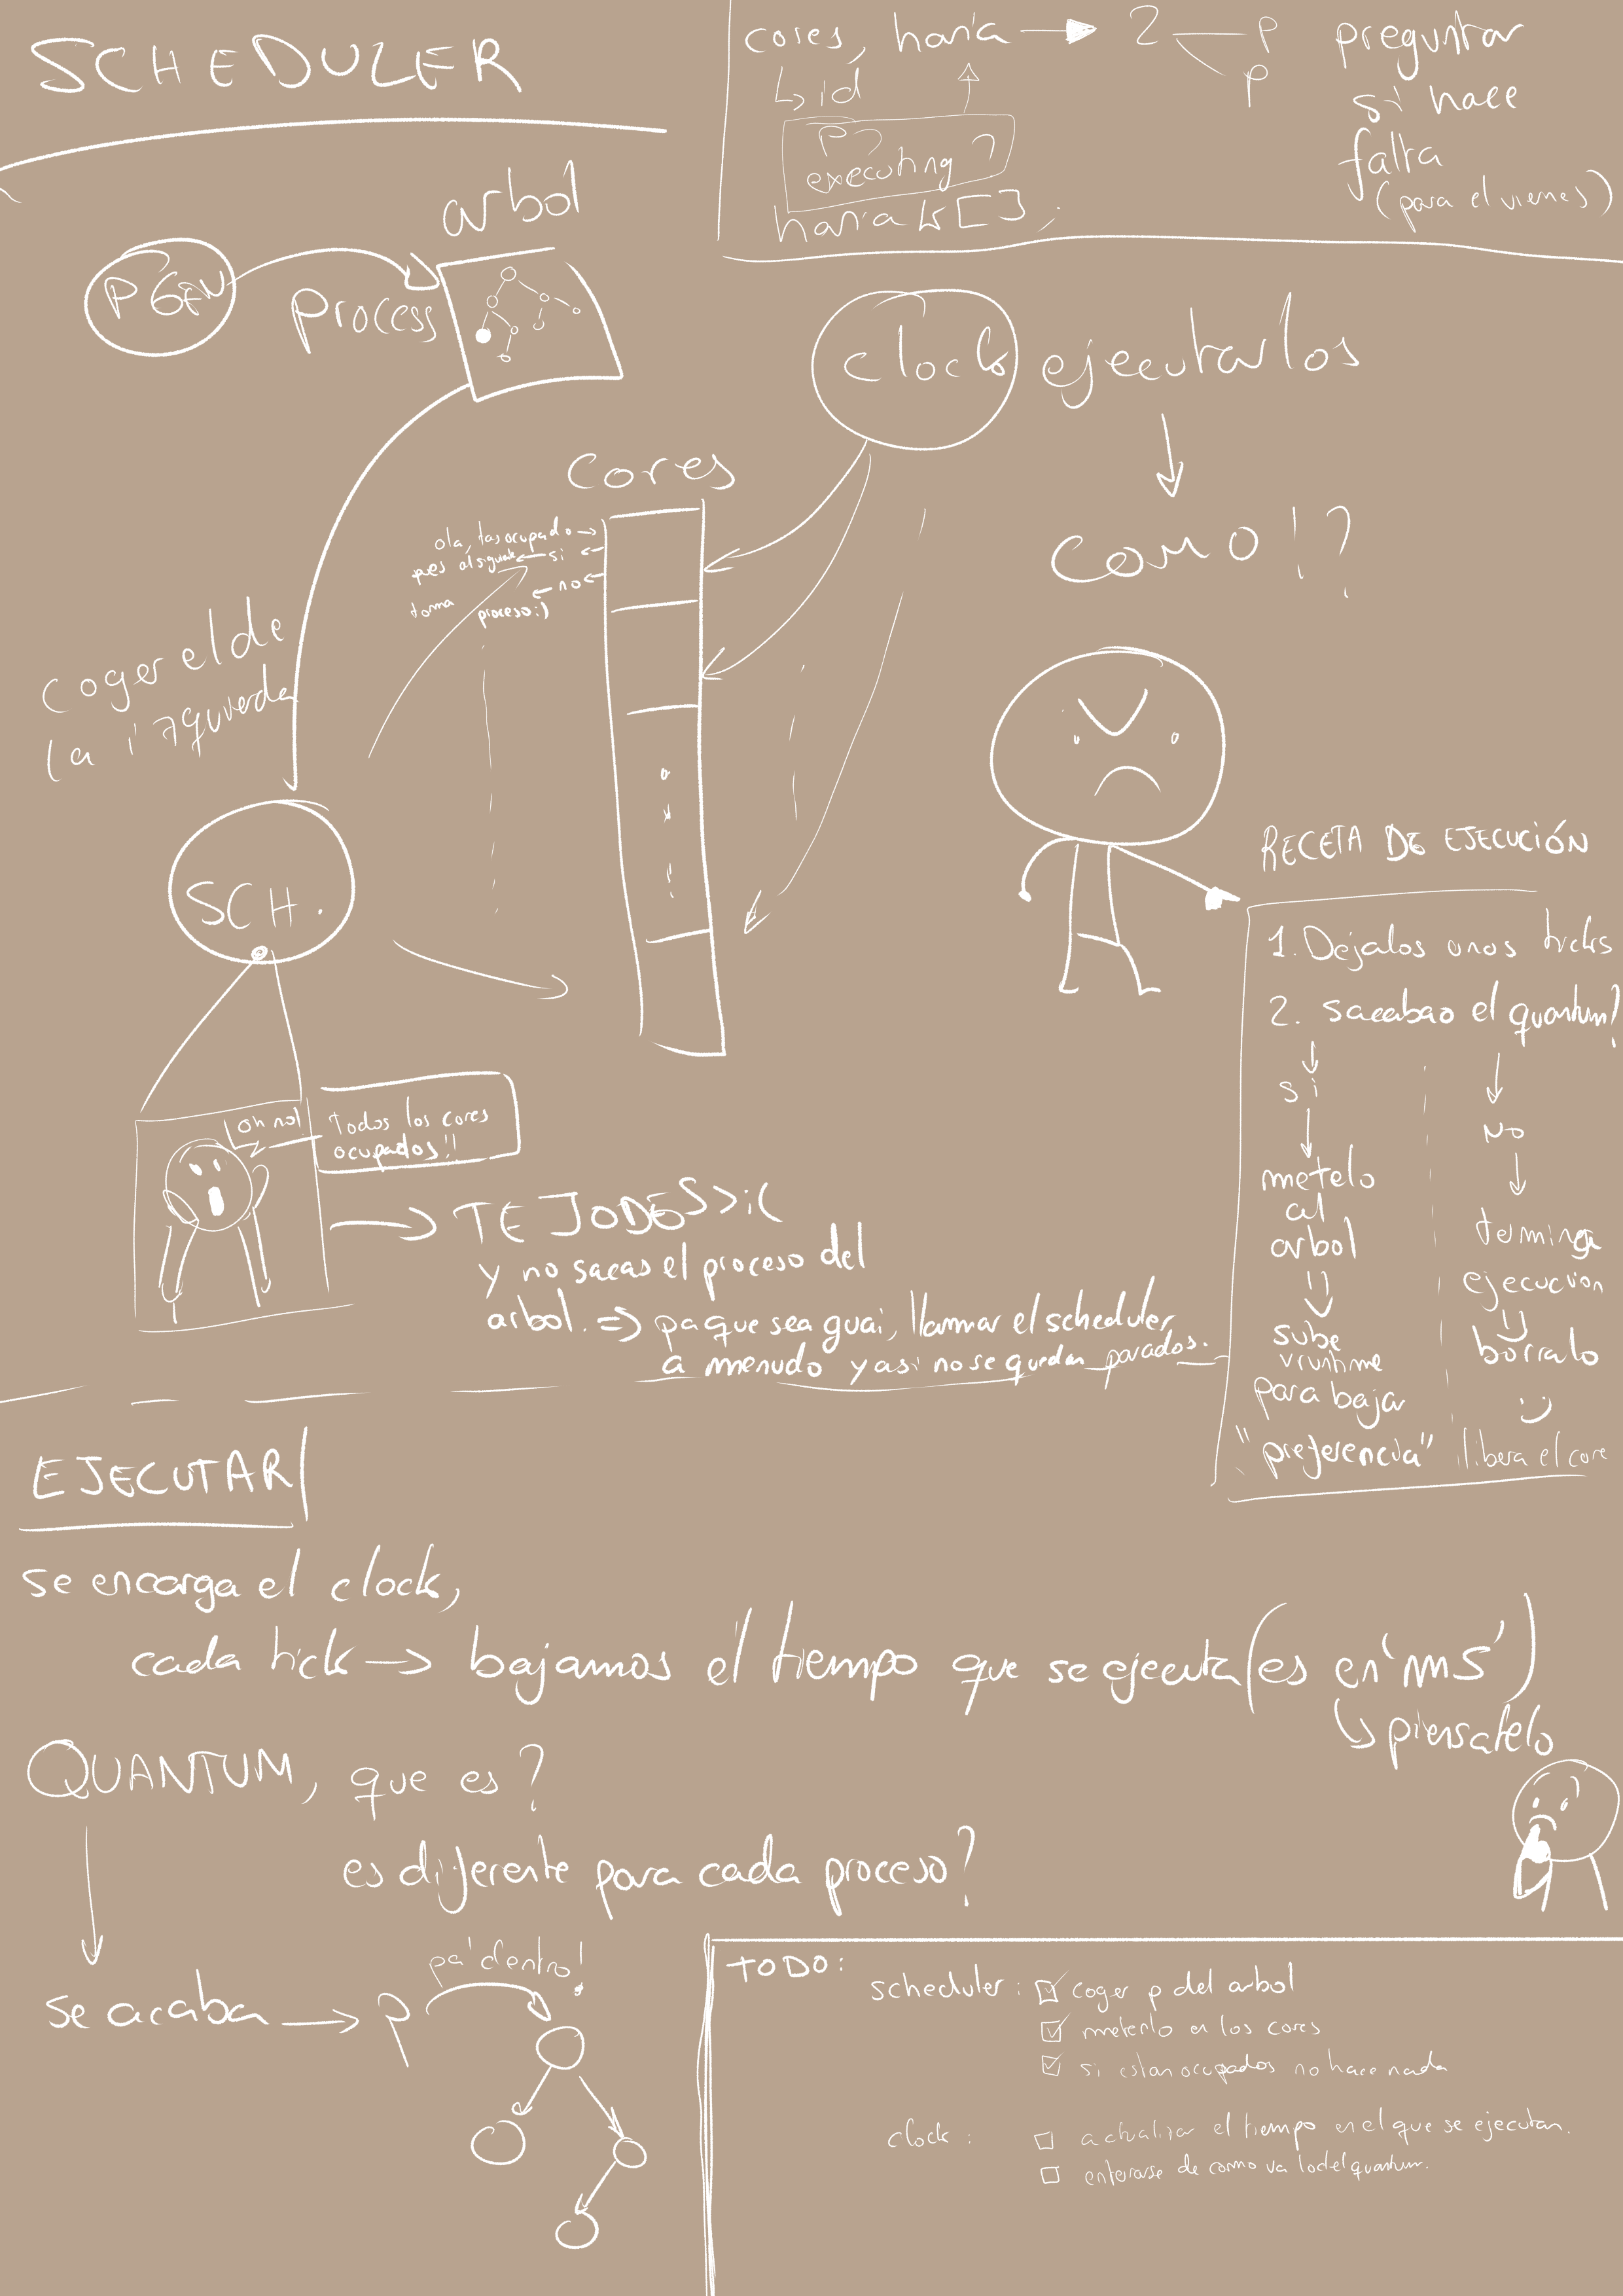 SCHEDULER
cores, haría → 2 — p
p
preguntar
si hace
falta
(para el viernes)
↳ id
P?
executing?
haría hs[];
arbol
P GEN
process
clock ejecutarlos
como!?
cores
ola, tas ocupado →
pues al siguiente ← si ←
← no ←
toma proceso:)
coger el de
la izquierda
SCH.
oh no!
Todos los cores
ocupados!!
→ TE JODES >:(
y no sacas el proceso del
arbol. => pa que sea guai, llamar el scheduler
a menudo y asi no se quedan parados.
RECETA DE EJECUCIÓN
1. Déjalos unos ticks
2. sacabao el quantum?
si
metelo
al
arbol
sube
vruntime
para bajar
"preferencia"
NO
termina
ejecucion
borralo
:)
libera el core
EJECUTAR
se encarga el clock,
cada tick → bajamos el tiempo que se ejecuta (es en 'ms')
↳ piensatelo
QUANTUM, que es?
es diferente para cada proceso?
se acaba → P
pa' dentro!
TODO:
scheduler: ☑ coger p del arbol
☑ meterlo en los cores
☑ si estan ocupados no hace nada
clock: ☐ actualizar el tiempo en el que se ejecutan.
☐ enterarse de como va lo del quantum.